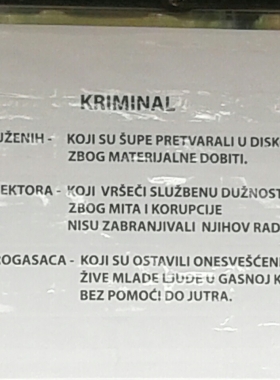 KRIMINAL
UŽENIH - KOJI SU ŠUPE PRETVARALI U DISK
ZBOG MATERIJALNE DOBITI.
EKTORA - KOJI VRŠEĆI SLUŽBENU DUŽNOST
ZBOG MITA I KORUPCIJE
NISU ZABRANJIVALI NJIHOV RAD
ROGASACA - KOJI SU OSTAVILI ONESVEŠĆENE
ŽIVE MLADE LJUDE U GASNOJ K
BEZ POMOĆI DO JUTRA.